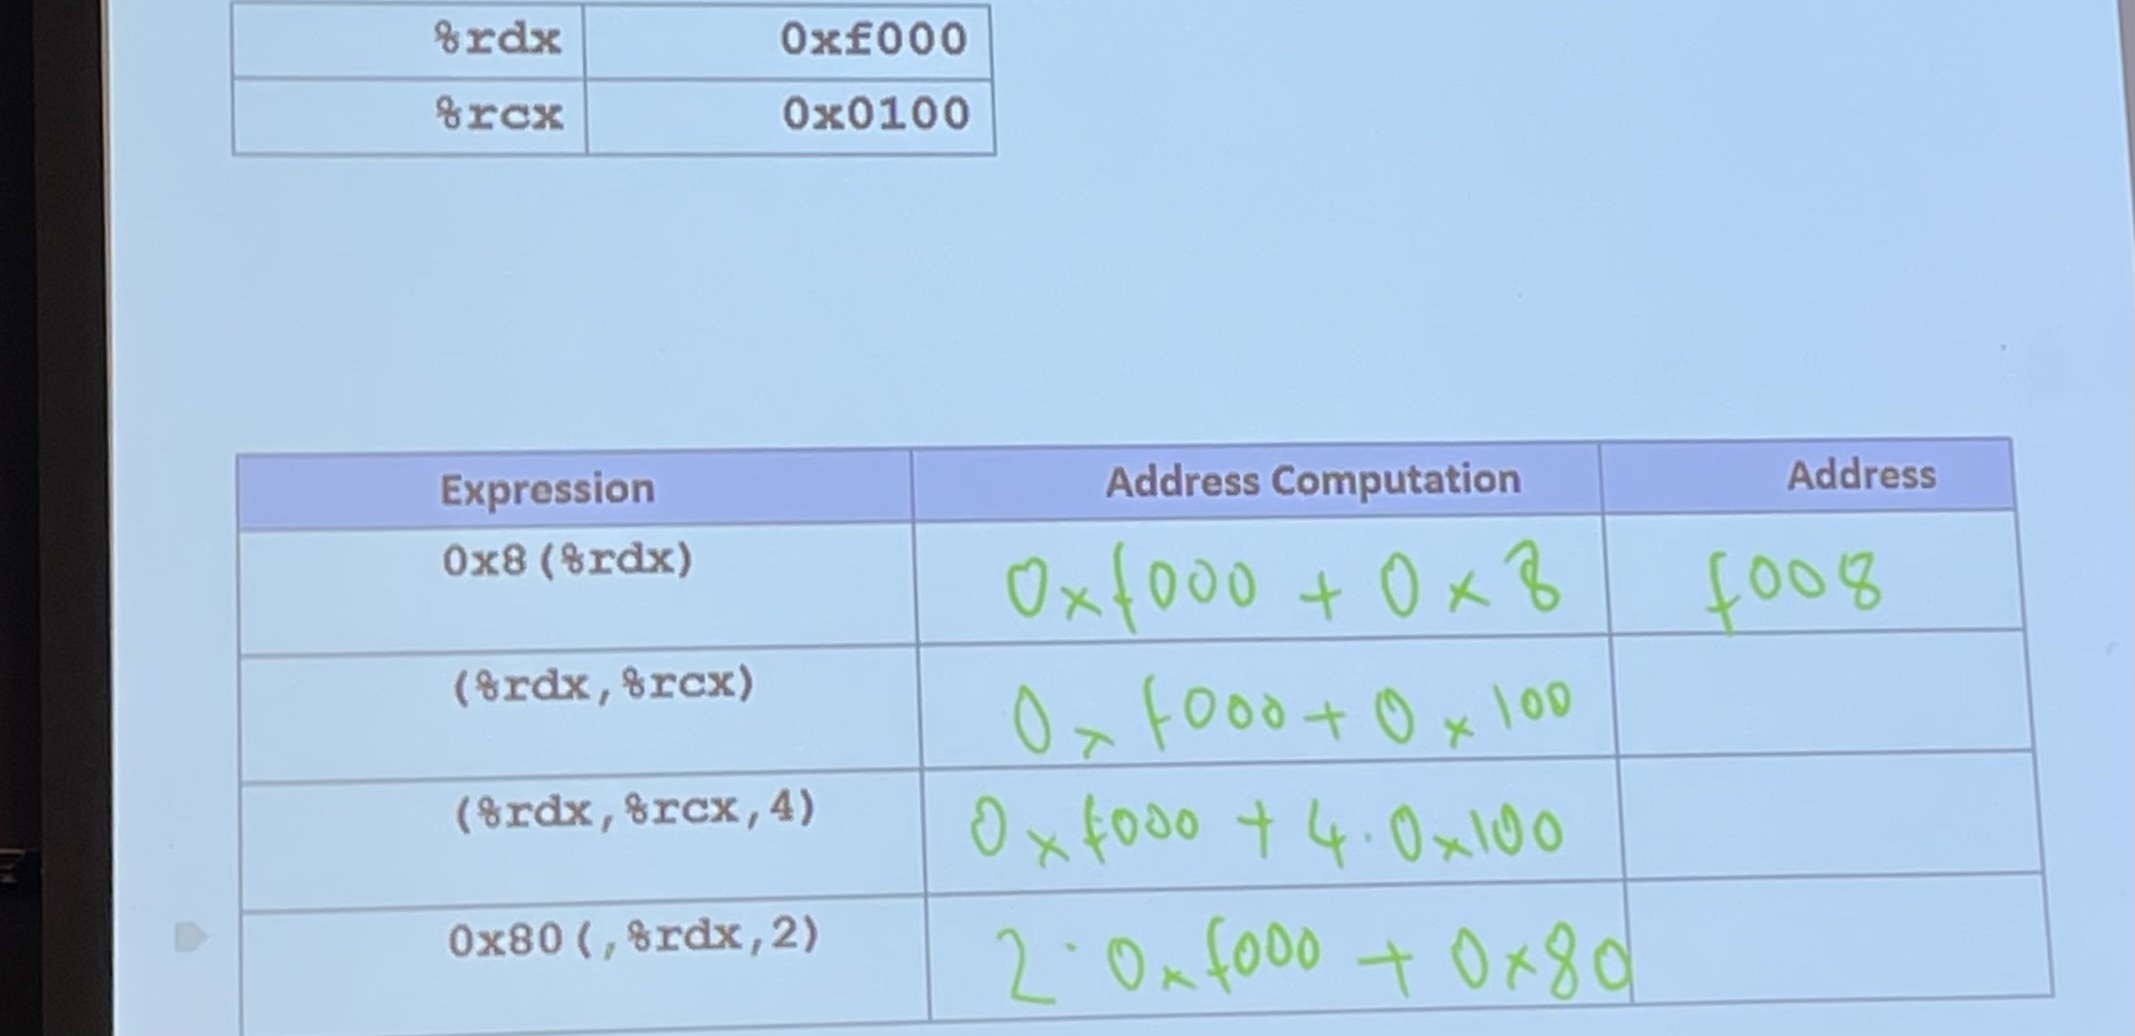 %rdx 0xf000
%rcx 0x0100
Expression Address Computation Address
0x8(%rdx) 0xf000 + 0x8 f008
(%rdx,%rcx) 0xf000 + 0x100
(%rdx,%rcx,4) 0xf000 + 4·0x100
0x80(,%rdx,2) 2·0xf000 + 0x80